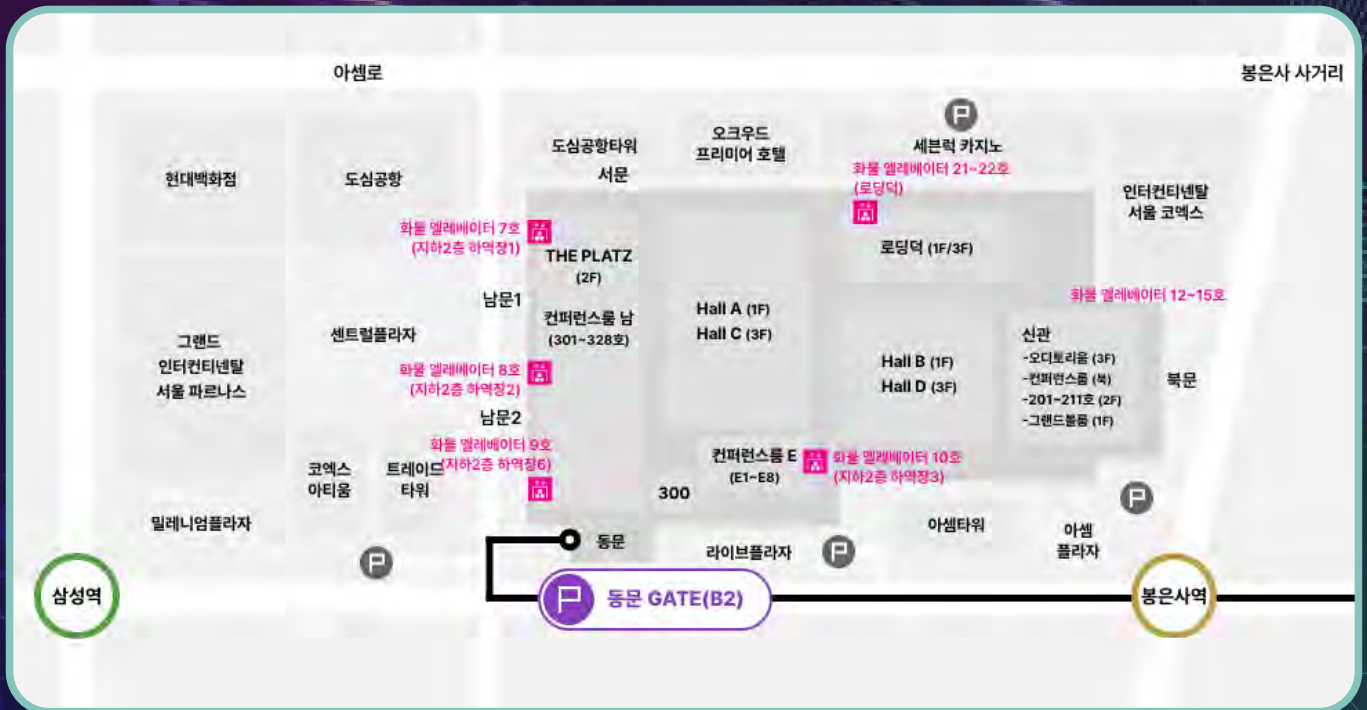 아셈로
봉은사 사거리
P
세븐럭 카지노
화물 엘레베이터 21~22호
(로딩덕)
오크우드
프리미어 호텔
도심공항타워
서문
현대백화점
도심공항
인터컨티넨탈
서울 코엑스
화물 엘레베이터 7호
(지하2층 하역장1)
THE PLATZ
(2F)
로딩덕 (1F/3F)
남문1
컨퍼런스룸 남
(301~328호)
Hall A (1F)
Hall C (3F)
화물 엘레베이터 12~15호
센트럴플라자
그랜드
인터컨티넨탈
서울 파르나스
Hall B (1F)
Hall D (3F)
신관
-오디토리움 (3F)
-컨퍼런스룸 (북)
-201~211호 (2F)
-그랜드볼룸 (1F)
북문
화물 엘레베이터 8호
(지하2층 하역장2)
남문2
화물 엘레베이터 9호
(지하2층 하역장6)
코엑스
아티움
트레이드
타워
컨퍼런스룸 E
(E1~E8)
화물 엘레베이터 10호
(지하2층 하역장3)
300
P
밀레니엄플라자
동문
라이브플라자
P
아셈타워
아셈
플라자
P
삼성역
P 동문 GATE(B2)
봉은사역